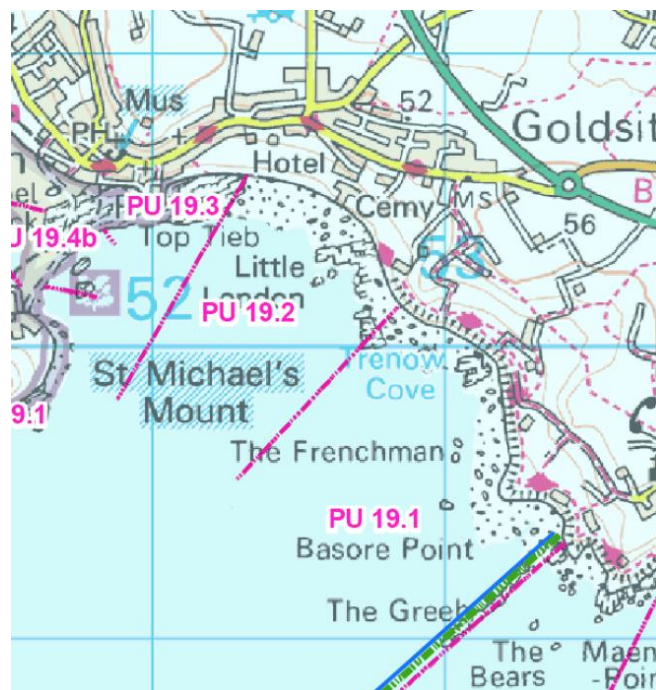 Mus
52
PH
Goldsit
Hotel
PU 19.3
Cemy
MS
B
56
J 19.4b
Top Tieb
Little
London
53
52
PU 19.2
Trenow
Cove
St Michael's
Mount
9.1
The Frenchman
PU 19.1
Basore Point
The Greeb
The
Bears
Maen
-Poin